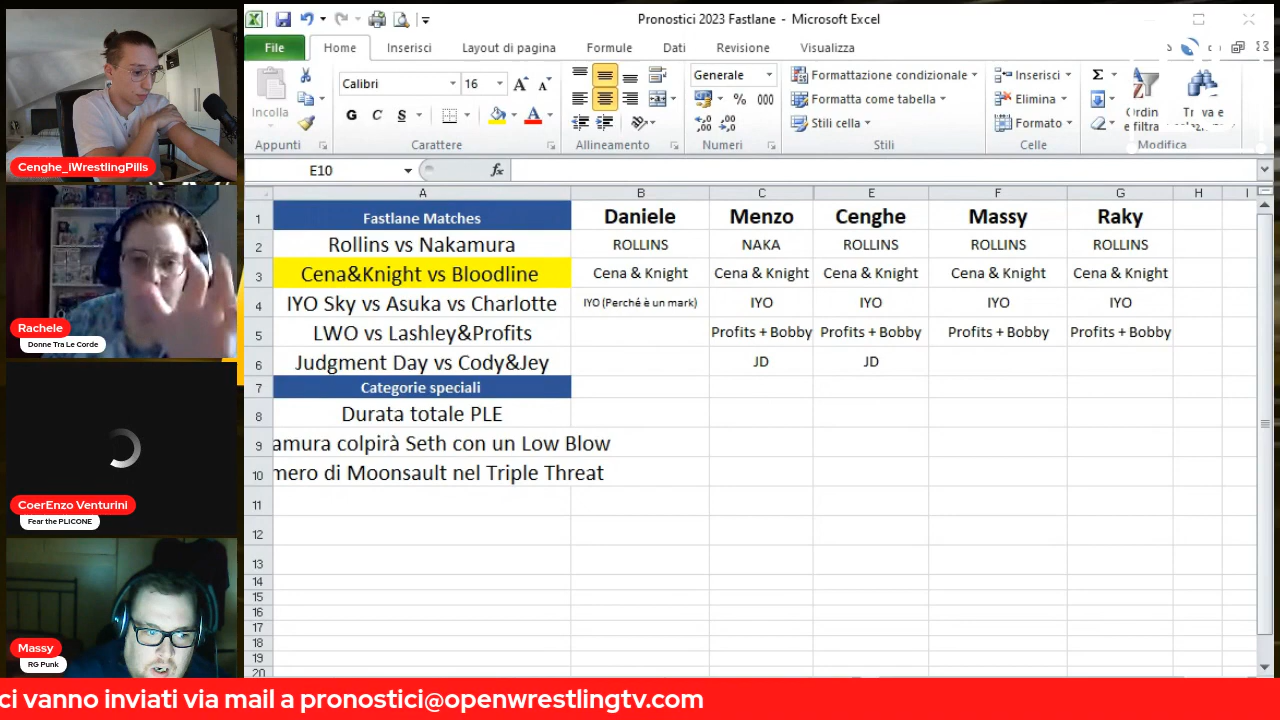 Pronostici 2023 Fastlane - Microsoft Excel
File Home Inserisci Layout di pagina Formule Dati Revisione Visualizza
Incolla
Calibri 16 A A
G C S A
Generale
% 000
Formattazione condizionale
Formatta come tabella
Stili cella
Inserisci
Elimina
Formato
Σ
e filtra
Appunti Carattere Allineamento Numeri Stili Celle Modifica
E10 fx
A B C E F G H I
1 Fastlane Matches Daniele Menzo Cenghe Massy Raky
2 Rollins vs Nakamura ROLLINS NAKA ROLLINS ROLLINS ROLLINS
3 Cena&Knight vs Bloodline Cena & Knight Cena & Knight Cena & Knight Cena & Knight Cena & Knight
4 IYO Sky vs Asuka vs Charlotte IYO (Perché è un mark) IYO IYO IYO IYO
5 LWO vs Lashley&Profits Profits + Bobby Profits + Bobby Profits + Bobby Profits + Bobby
6 Judgment Day vs Cody&Jey JD JD
7 Categorie speciali
8 Durata totale PLE
9 amura colpirà Seth con un Low Blow
10 mero di Moonsault nel Triple Threat
11
12
13
14
15
16
17
18
19
20
Cenghe_iWrestlingPills
Rachele
Donne Tra Le Corde
CoerEnzo Venturini
Fear the PLICONE
Massy
RG Punk
ci vanno inviati via mail a pronostici@openwrestlingtv.com